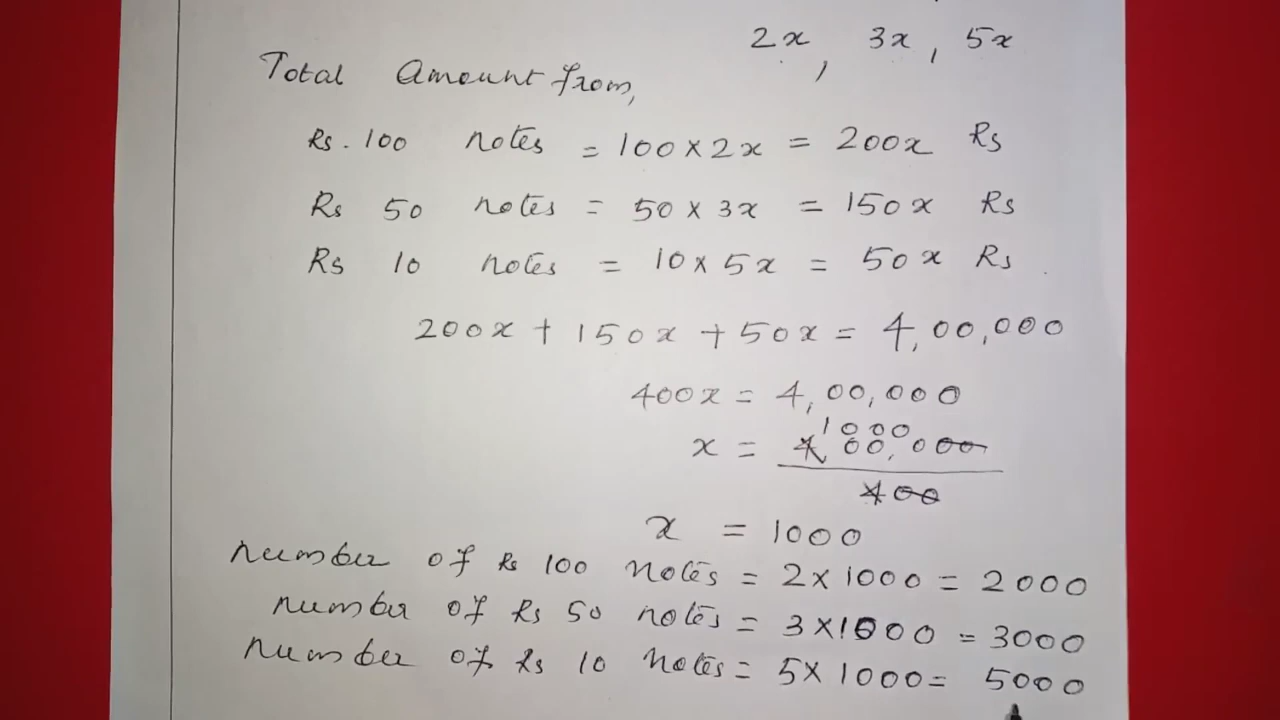 2x, 3x, 5x
Total Amount from,
Rs. 100 notes = 100 × 2x = 200x Rs
Rs 50 notes = 50 × 3x = 150x Rs
Rs 10 notes = 10 × 5x = 50x Rs
200x + 150x + 50x = 4,00,000
400x = 4,00,000
1000
x = 400,000
400
x = 1000
Number of Rs 100 notes = 2 × 1000 = 2000
Number of Rs 50 notes = 3 × 1000 = 3000
Number of Rs 10 notes = 5 × 1000 = 5000